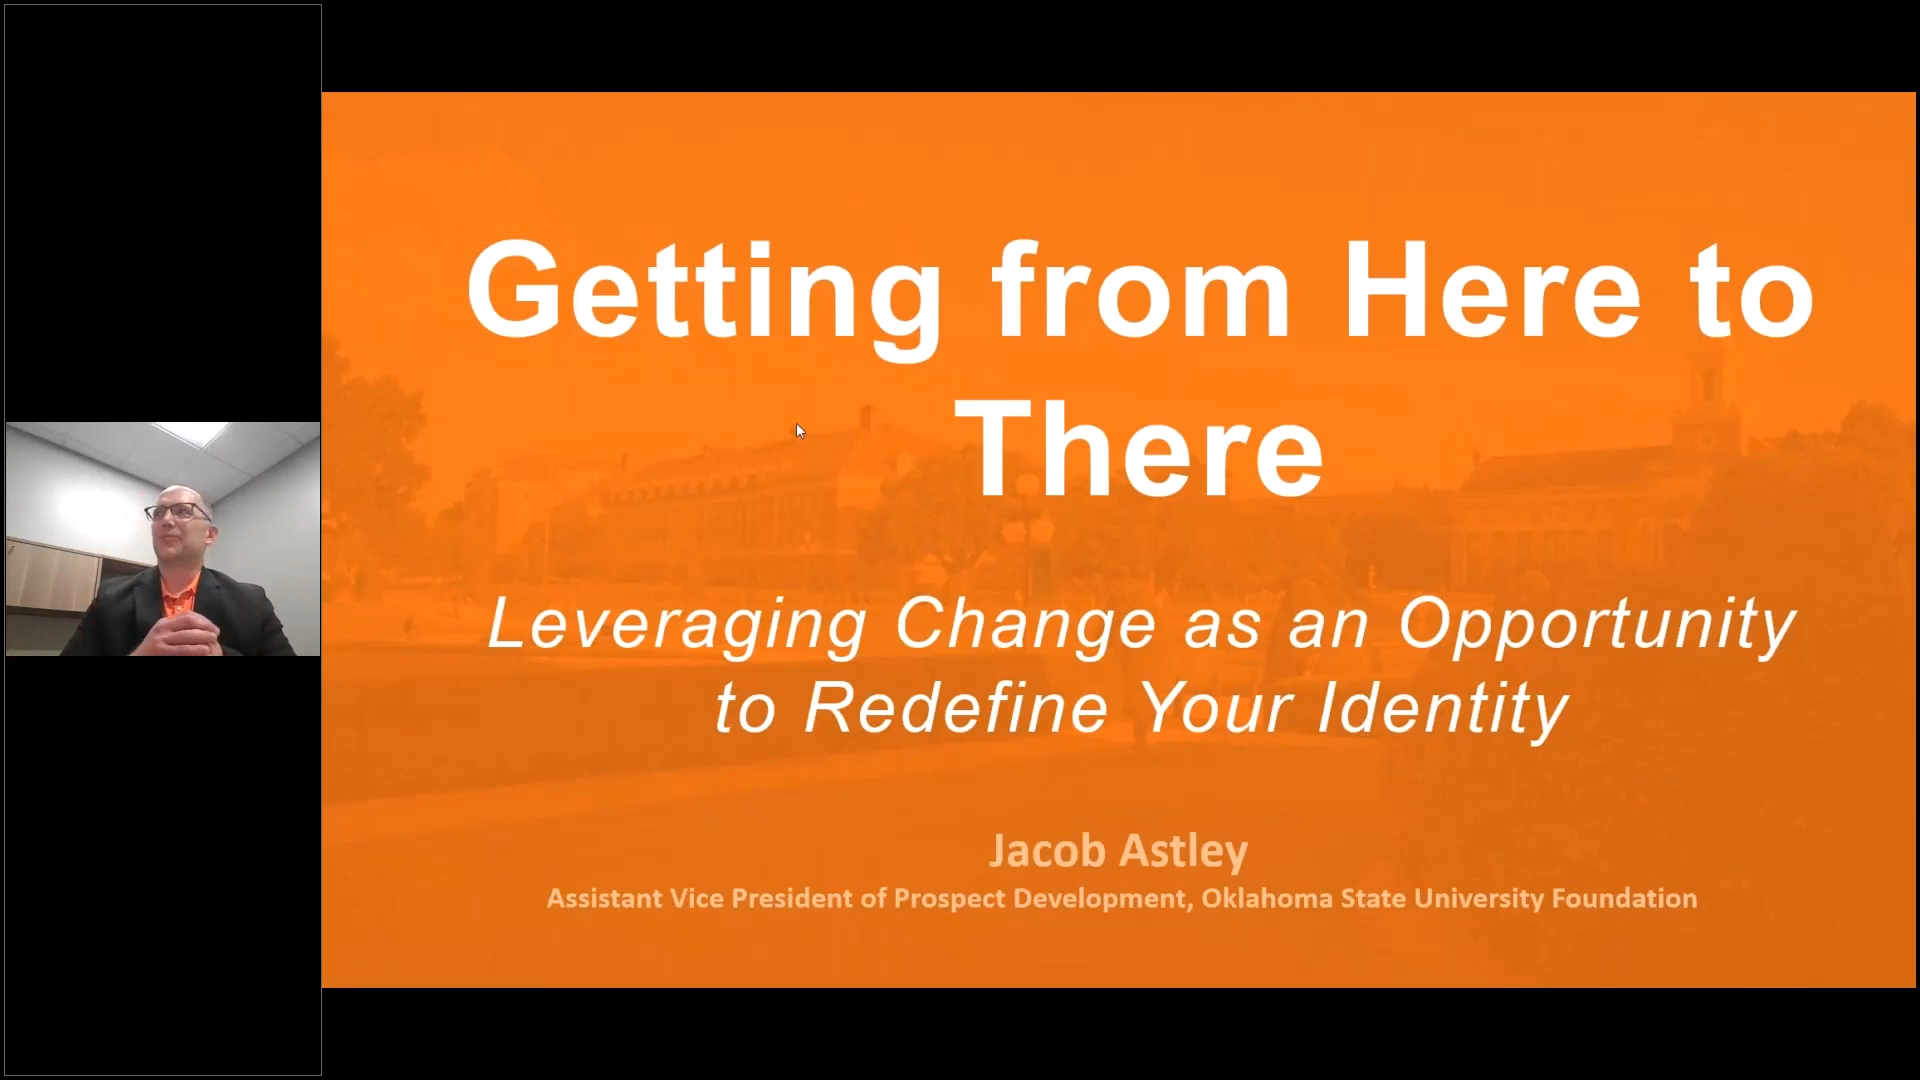 Getting from Here to
There
Leveraging Change as an Opportunity
to Redefine Your Identity
Jacob Astley
Assistant Vice President of Prospect Development, Oklahoma State University Foundation